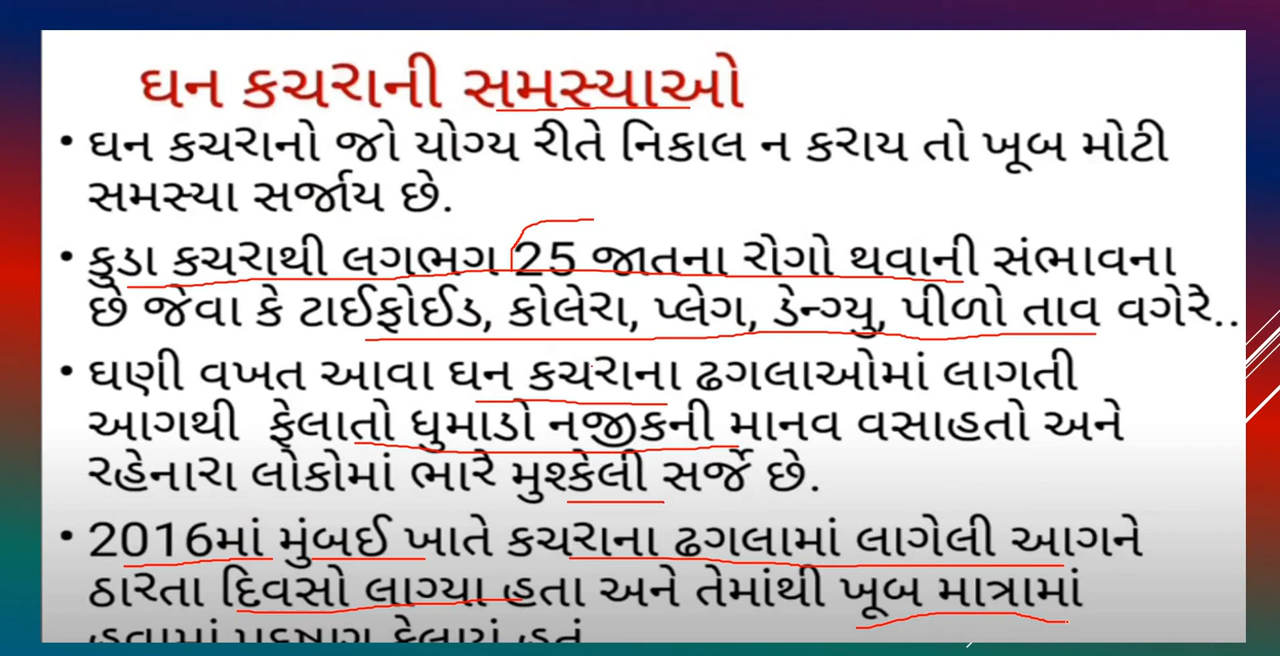 ઘન કચરાની સમસ્યાઓ
• ઘન કચરાનો જો યોગ્ય રીતે નિકાલ ન કરાય તો ખૂબ મોટી
સમસ્યા સર્જાય છે.
• કુડા કચરાથી લગભગ 25 જાતના રોગો થવાની સંભાવના
છે જેવા કે ટાઈફોઈડ, કોલેરા, પ્લેગ, ડેન્ગ્યુ, પીળો તાવ વગેરે..
• ઘણી વખત આવા ઘન કચરાના ઢગલાઓમાં લાગતી
આગથી ફેલાતો ધુમાડો નજીકની માનવ વસાહતો અને
રહેનારા લોકોમાં ભારે મુશ્કેલી સર્જે છે.
• 2016માં મુંબઈ ખાતે કચરાના ઢગલામાં લાગેલી આગને
ઠારતા દિવસો લાગ્યા હતા અને તેમાંથી ખૂબ માત્રામાં